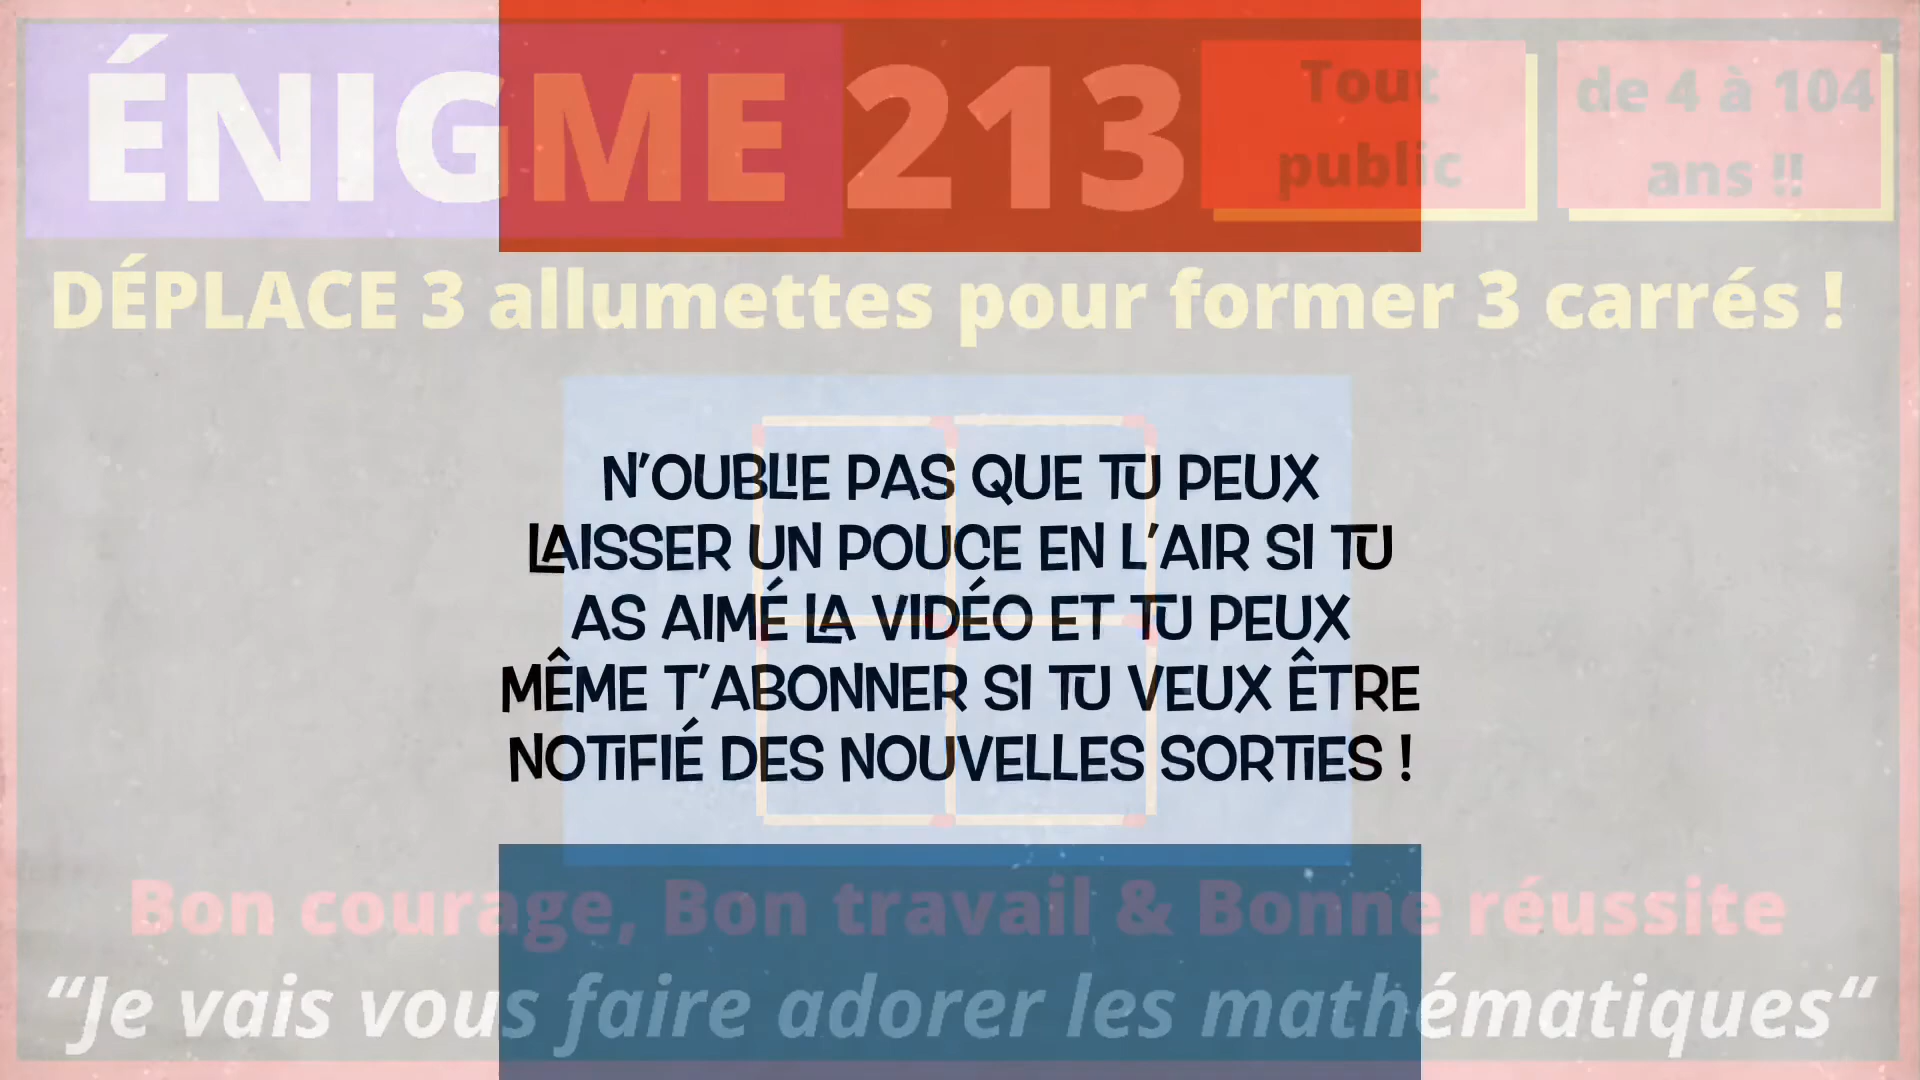 ÉNIGME 213
Tout
public
de 4 à 104
ans !!
DÉPLACE 3 allumettes pour former 3 carrés !
N'OUBLIE PAS QUE TU PEUX
LAISSER UN POUCE EN L'AIR SI TU
AS AIMÉ LA VIDÉO ET TU PEUX
MÊME T'ABONNER SI TU VEUX ÊTRE
NOTIFIÉ DES NOUVELLES SORTIES !
Bon courage, Bon travail & Bonne réussite
“Je vais vous faire adorer les mathématiques“